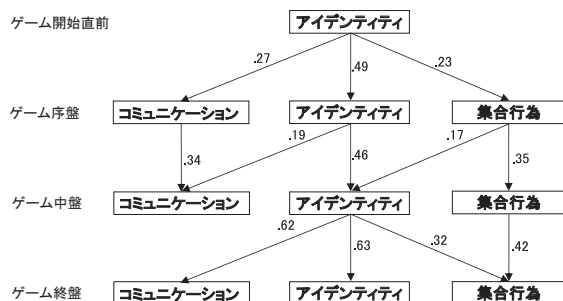 ゲーム開始直前 アイデンティティ
.27 .49 .23
ゲーム序盤 コミュニケーション アイデンティティ 集合行為
.34 .19 .46 .17 .35
ゲーム中盤 コミュニケーション アイデンティティ 集合行為
.62 .63 .32 .42
ゲーム終盤 コミュニケーション アイデンティティ 集合行為